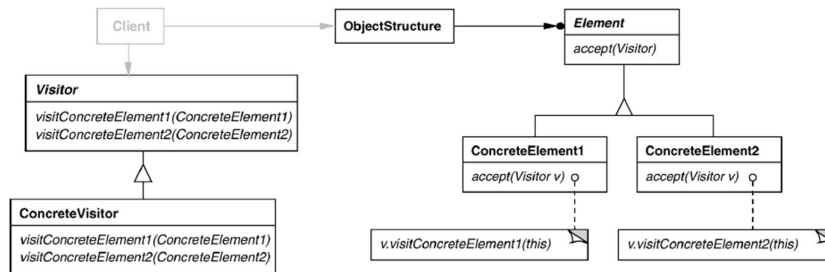 Client
ObjectStructure
Element
accept(Visitor)
Visitor
visitConcreteElement1(ConcreteElement1)
visitConcreteElement2(ConcreteElement2)
ConcreteElement1
accept(Visitor v)
ConcreteElement2
accept(Visitor v)
ConcreteVisitor
visitConcreteElement1(ConcreteElement1)
visitConcreteElement2(ConcreteElement2)
v.visitConcreteElement1(this)
v.visitConcreteElement2(this)